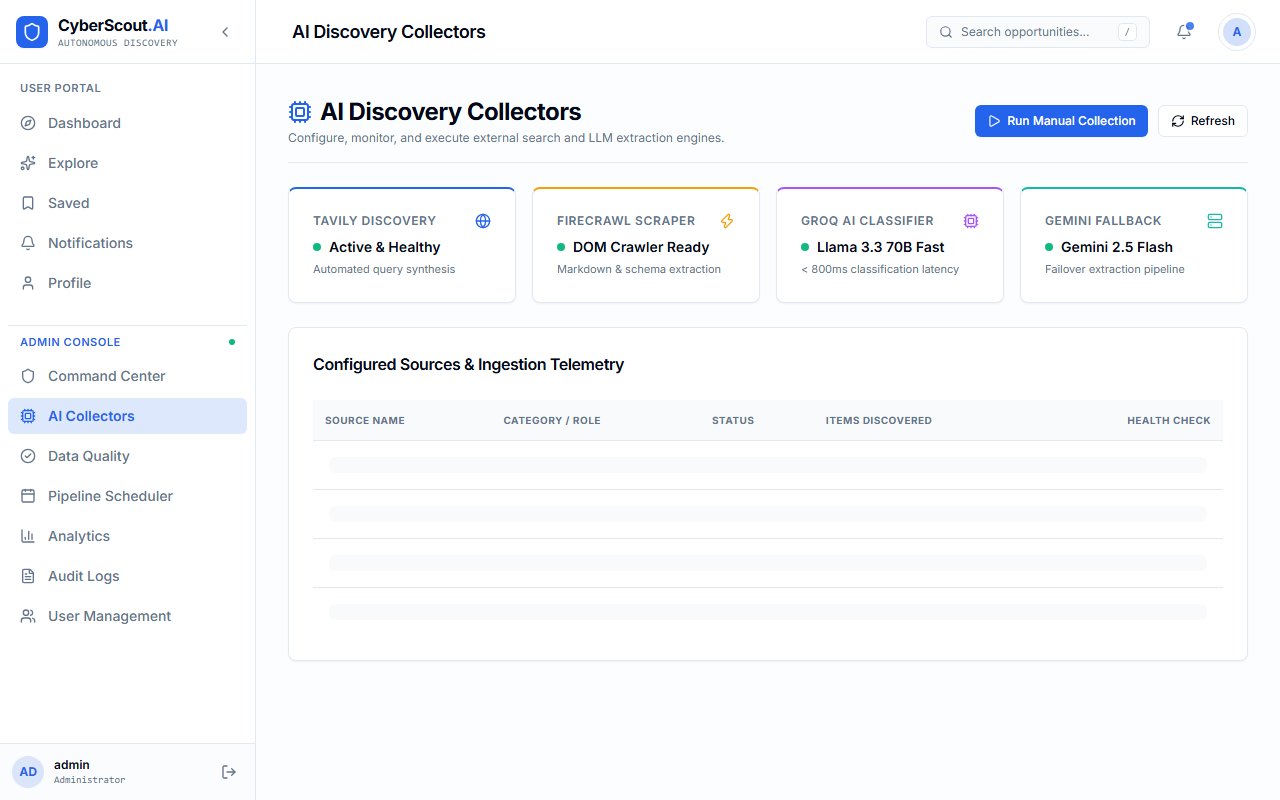 CyberScout.AI
AUTONOMOUS DISCOVERY
USER PORTAL
Dashboard
Explore
Saved
Notifications
Profile
ADMIN CONSOLE
Command Center
AI Collectors
Data Quality
Pipeline Scheduler
Analytics
Audit Logs
User Management
AD
admin
Administrator
AI Discovery Collectors
Search opportunities...
/
A
AI Discovery Collectors
Configure, monitor, and execute external search and LLM extraction engines.
Run Manual Collection
Refresh
TAVILY DISCOVERY
Active & Healthy
Automated query synthesis
FIRECRAWL SCRAPER
DOM Crawler Ready
Markdown & schema extraction
GROQ AI CLASSIFIER
Llama 3.3 70B Fast
< 800ms classification latency
GEMINI FALLBACK
Gemini 2.5 Flash
Failover extraction pipeline
Configured Sources & Ingestion Telemetry
SOURCE NAME CATEGORY / ROLE STATUS ITEMS DISCOVERED HEALTH CHECK